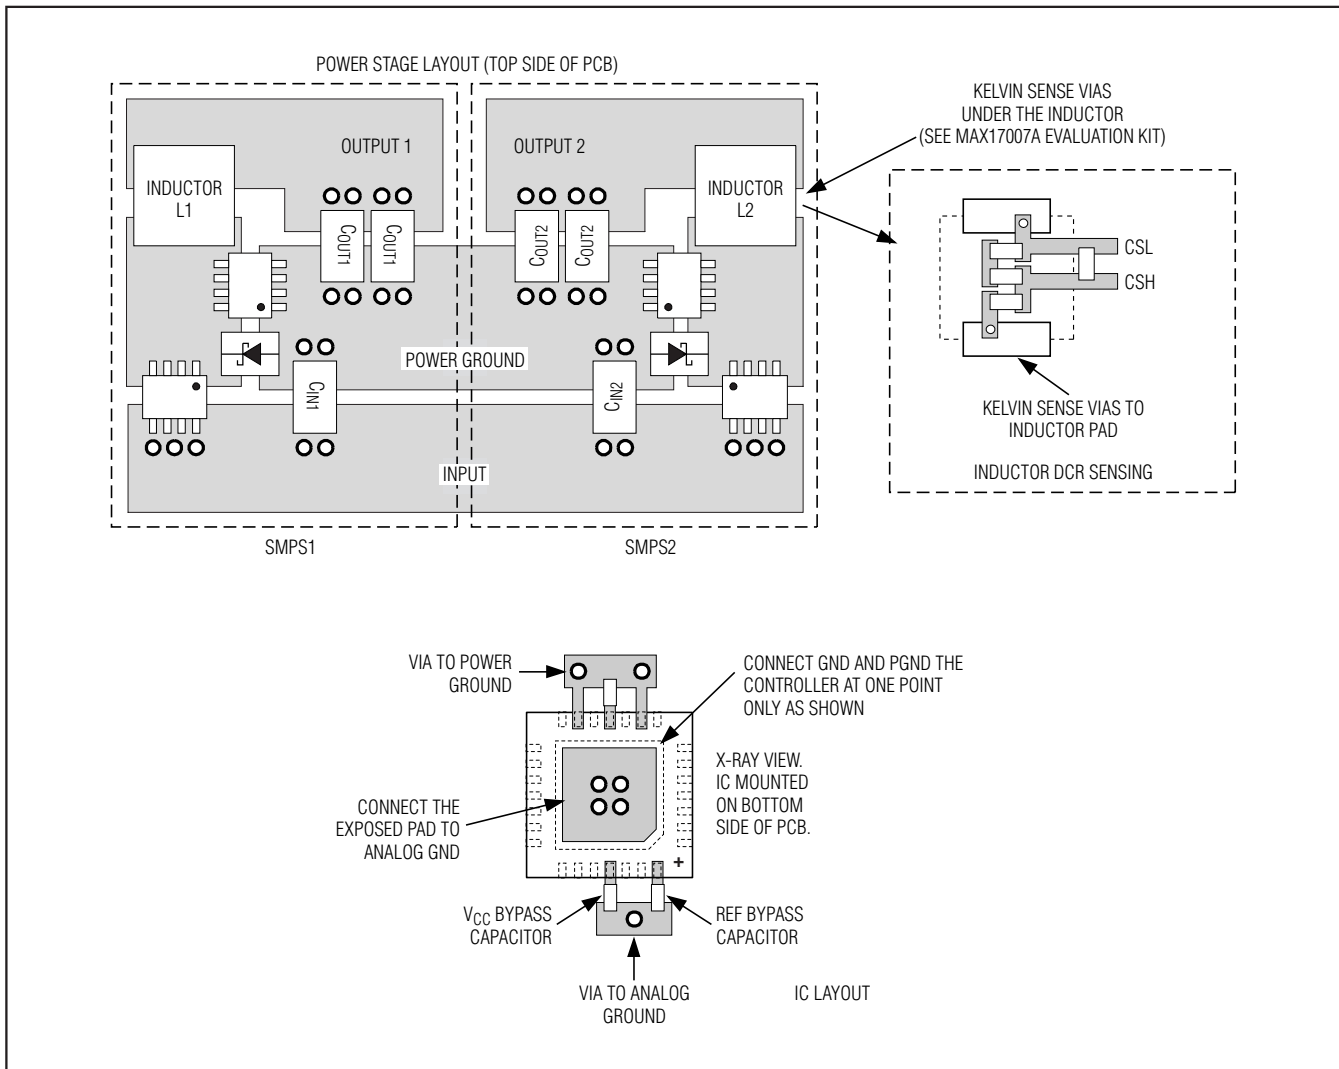 POWER STAGE LAYOUT (TOP SIDE OF PCB)
OUTPUT 1
OUTPUT 2
INDUCTOR
L1
INDUCTOR
L2
COUT1
COUT1
COUT2
COUT2
POWER GROUND
CIN1
CIN2
INPUT
SMPS1
SMPS2
KELVIN SENSE VIAS
UNDER THE INDUCTOR
(SEE MAX17007A EVALUATION KIT)
CSL
CSH
KELVIN SENSE VIAS TO
INDUCTOR PAD
INDUCTOR DCR SENSING
VIA TO POWER
GROUND
CONNECT GND AND PGND THE
CONTROLLER AT ONE POINT
ONLY AS SHOWN
X-RAY VIEW.
IC MOUNTED
ON BOTTOM
SIDE OF PCB.
CONNECT THE
EXPOSED PAD TO
ANALOG GND
+
VCC BYPASS
CAPACITOR
REF BYPASS
CAPACITOR
VIA TO ANALOG
GROUND
IC LAYOUT